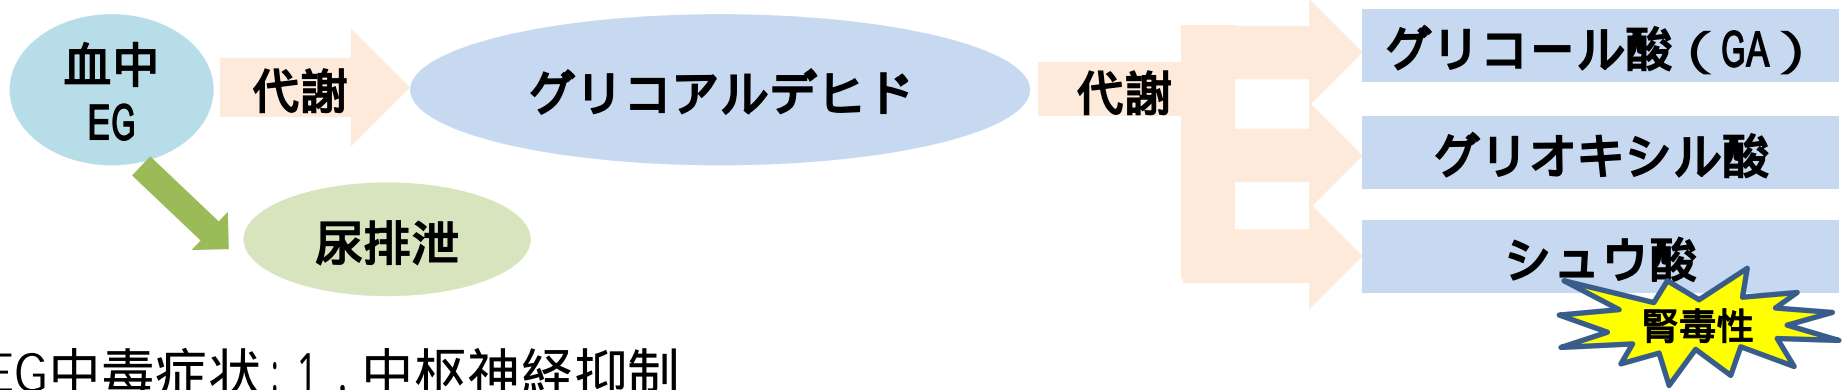 血中
EG
代謝
グリコアルデヒド
代謝
グリコール酸（GA）
グリオキシル酸
シュウ酸
腎毒性
尿排泄
EG中毒症状：１．中枢神経抑制